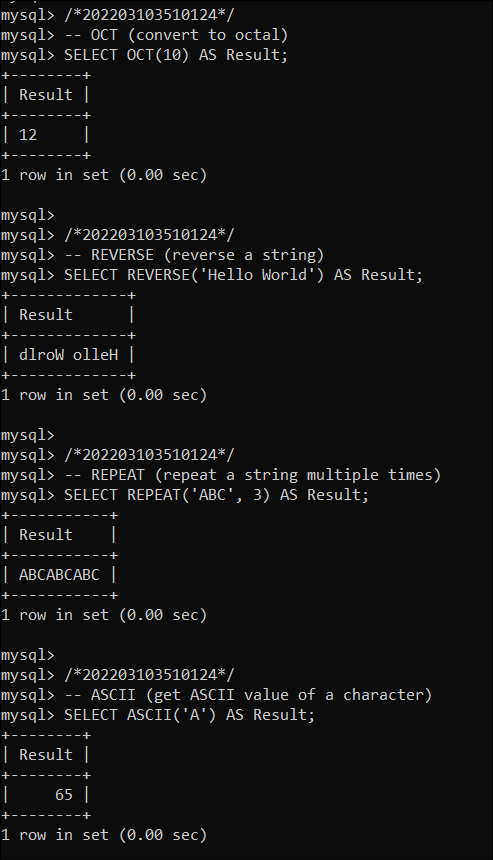 mysql> /*202203103510124*/
mysql> -- OCT (convert to octal)
mysql> SELECT OCT(10) AS Result;
+--------+
| Result |
+--------+
| 12     |
+--------+
1 row in set (0.00 sec)

mysql>
mysql> /*202203103510124*/
mysql> -- REVERSE (reverse a string)
mysql> SELECT REVERSE('Hello World') AS Result;
+-------------+
| Result      |
+-------------+
| dlroW olleH |
+-------------+
1 row in set (0.00 sec)

mysql>
mysql> /*202203103510124*/
mysql> -- REPEAT (repeat a string multiple times)
mysql> SELECT REPEAT('ABC', 3) AS Result;
+-----------+
| Result    |
+-----------+
| ABCABCABC |
+-----------+
1 row in set (0.00 sec)

mysql>
mysql> /*202203103510124*/
mysql> -- ASCII (get ASCII value of a character)
mysql> SELECT ASCII('A') AS Result;
+--------+
| Result |
+--------+
|     65 |
+--------+
1 row in set (0.00 sec)